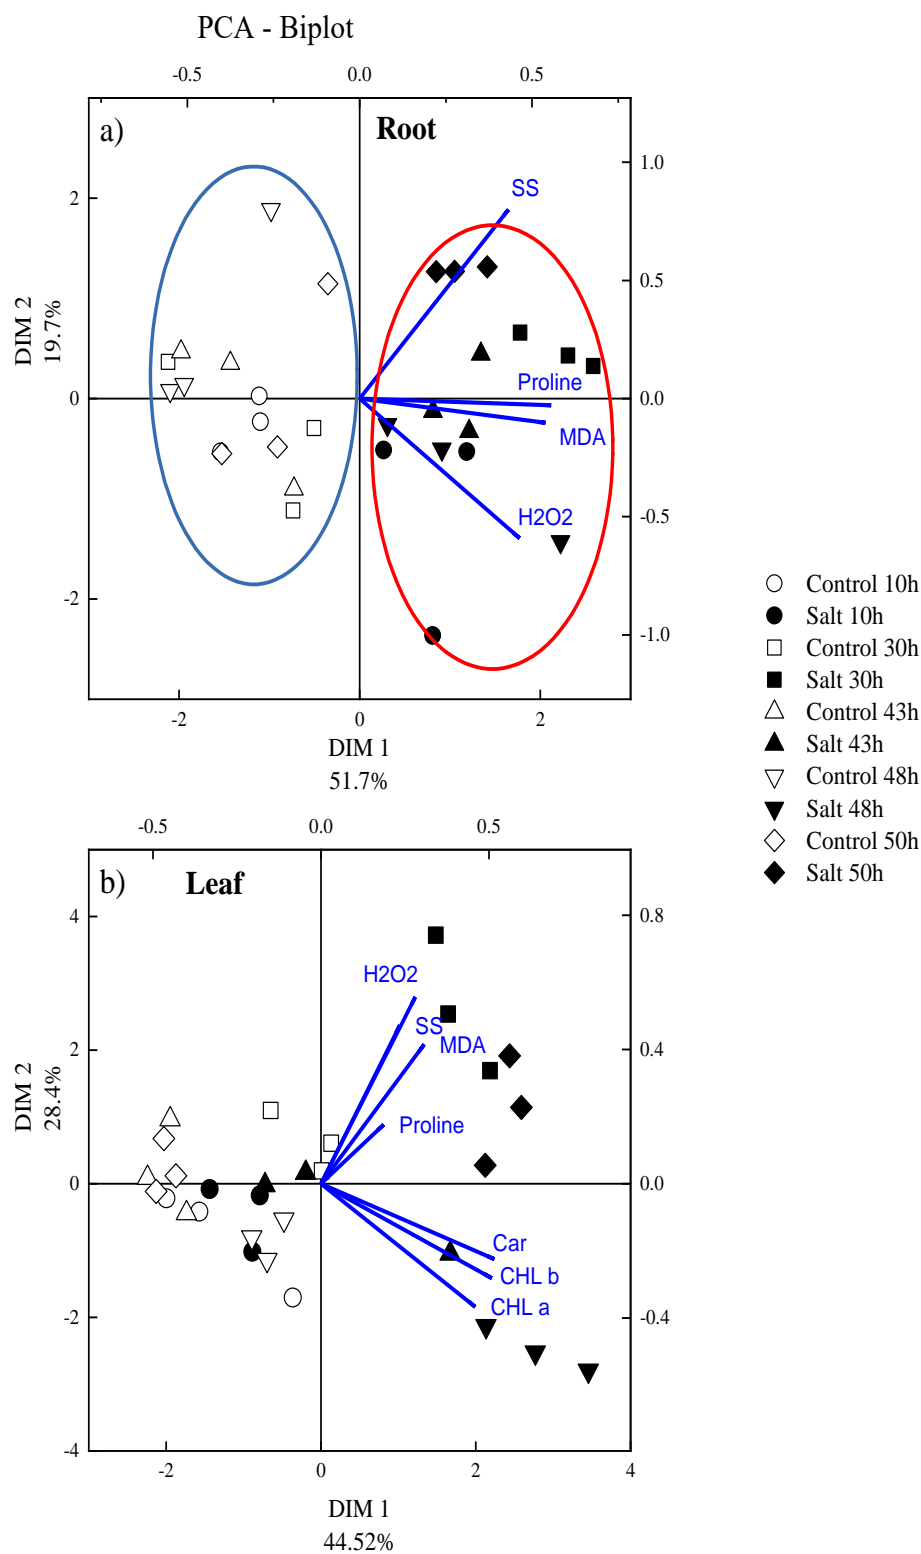 PCA - Biplot
-0.5 0.0 0.5
a) Root
SS
Proline
MDA
H2O2
2
0
-2
1.0
0.5
0.0
-0.5
-1.0
DIM 2
19.7%
-2 0 2
DIM 1
51.7%
Control 10h
Salt 10h
Control 30h
Salt 30h
Control 43h
Salt 43h
Control 48h
Salt 48h
Control 50h
Salt 50h
-0.5 0.0 0.5
b) Leaf
H2O2
SS
MDA
Proline
Car
CHL b
CHL a
4
2
0
-2
-4
0.8
0.4
0.0
-0.4
DIM 2
28.4%
-2 0 2 4
DIM 1
44.52%